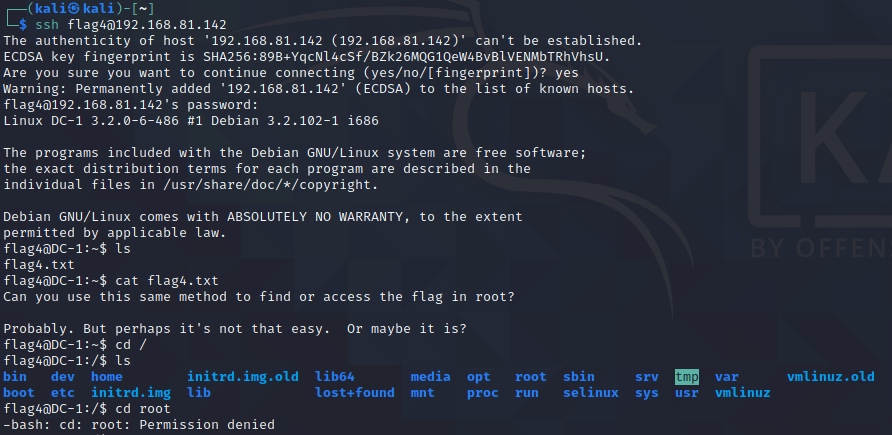 ┌──(kali㉿kali)-[~]
└─$ ssh flag4@192.168.81.142
The authenticity of host '192.168.81.142 (192.168.81.142)' can't be established.
ECDSA key fingerprint is SHA256:89B+YqcNl4cSf/BZk26MQG1QeW4BvBlVENMbTRhVhsU.
Are you sure you want to continue connecting (yes/no/[fingerprint])? yes
Warning: Permanently added '192.168.81.142' (ECDSA) to the list of known hosts.
flag4@192.168.81.142's password:
Linux DC-1 3.2.0-6-486 #1 Debian 3.2.102-1 i686
The programs included with the Debian GNU/Linux system are free software;
the exact distribution terms for each program are described in the
individual files in /usr/share/doc/*/copyright.
Debian GNU/Linux comes with ABSOLUTELY NO WARRANTY, to the extent
permitted by applicable law.
flag4@DC-1:~$ ls
flag4.txt
flag4@DC-1:~$ cat flag4.txt
Can you use this same method to find or access the flag in root?
Probably. But perhaps it's not that easy.  Or maybe it is?
flag4@DC-1:~$ cd /
flag4@DC-1:/$ ls
bin dev home initrd.img.old lib64 media opt root sbin srv tmp var vmlinuz.old
boot etc initrd.img lib lost+found mnt proc run selinux sys usr vmlinuz
flag4@DC-1:/$ cd root
-bash: cd: root: Permission denied
KA
BY OFFEN